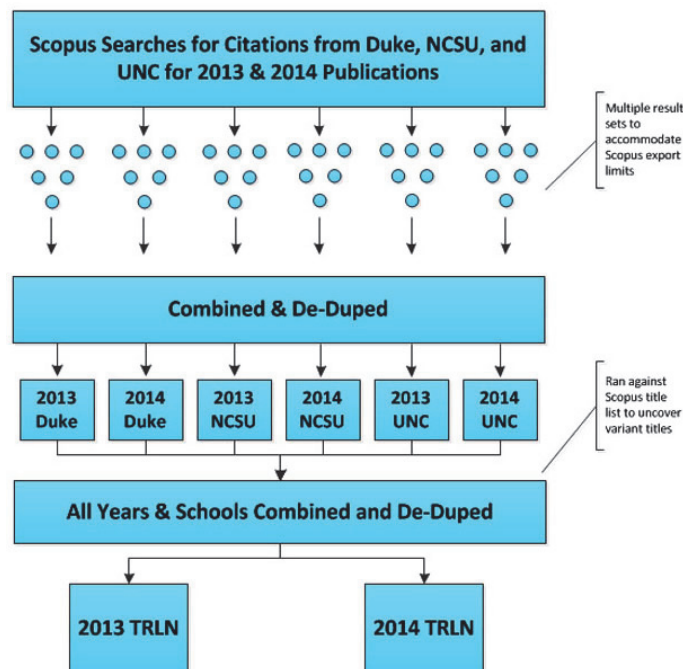 Scopus Searches for Citations from Duke, NCSU, and
UNC for 2013 & 2014 Publications
Multiple result
sets to
accommodate
Scopus export
limits
Combined & De-Duped
2013
Duke
2014
Duke
2013
NCSU
2014
NCSU
2013
UNC
2014
UNC
Ran against
Scopus title
list to uncover
variant titles
All Years & Schools Combined and De-Duped
2013 TRLN
2014 TRLN